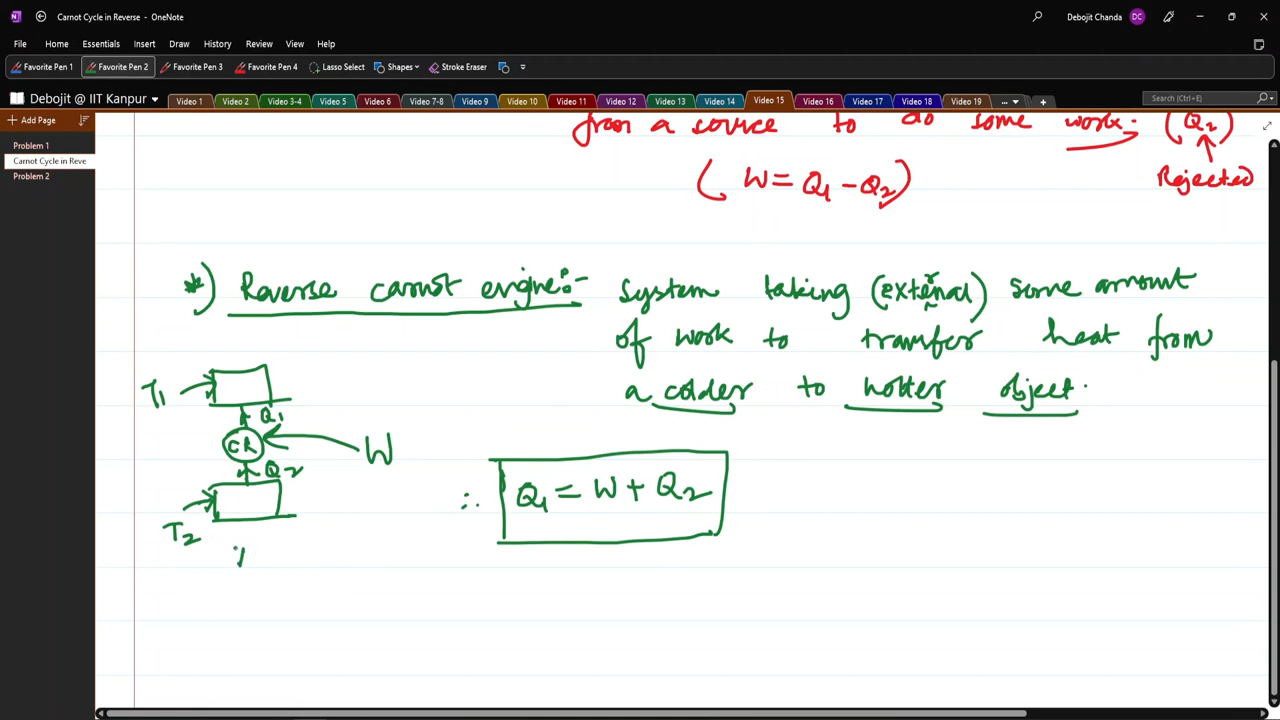 Carnot Cycle in Reverse - OneNote
Debojit Chanda DC
File Home Essentials Insert Draw History Review View Help
Favorite Pen 1 Favorite Pen 2 Favorite Pen 3 Favorite Pen 4 Lasso Select Shapes Stroke Eraser
Debojit @ IIT Kanpur Video 1 Video 2 Video 3-4 Video 5 Video 6 Video 7-8 Video 9 Video 10 Video 11 Video 12 Video 13 Video 14 Video 15 Video 16 Video 17 Video 18 Video 19 ... + Search (Ctrl+E)
+ Add Page
Problem 1
Carnot Cycle in Reve
Problem 2
from a source to do some work. (Q2)
(W = Q1 - Q2)
Rejected
*) Reverse carnot engine:- System taking (external) some amount
of work to transfer heat from
a colder to hotter object.
T1
Q1
CR
W
Q2
T2
∴ Q1 = W + Q2